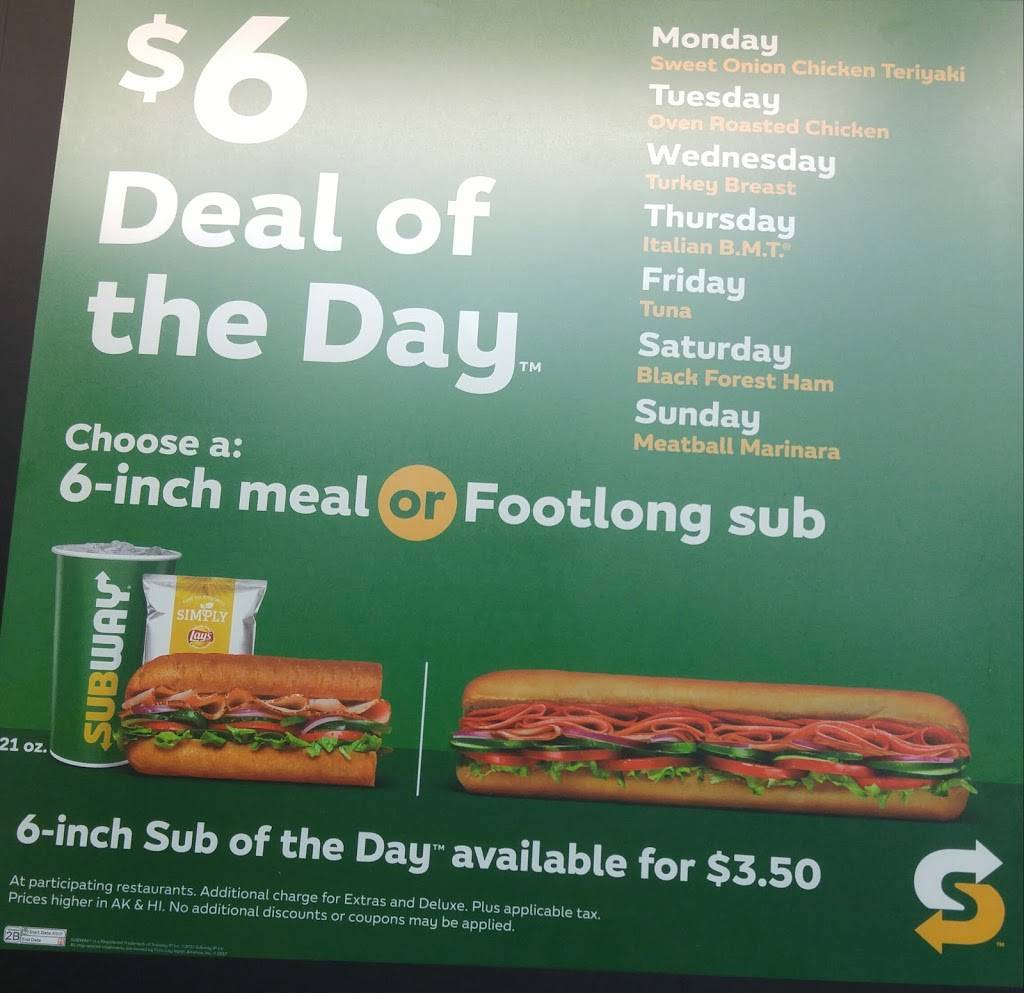 $6
Deal of
the Day™
Monday
Sweet Onion Chicken Teriyaki
Tuesday
Oven Roasted Chicken
Wednesday
Turkey Breast
Thursday
Italian B.M.T.®
Friday
Tuna
Saturday
Black Forest Ham
Sunday
Meatball Marinara
Choose a:
6-inch meal or Footlong sub
SUBWAY
SIMPLY
Lay's
21 oz.
6-inch Sub of the Day™ available for $3.50
At participating restaurants. Additional charge for Extras and Deluxe. Plus applicable tax.
Prices higher in AK & HI. No additional discounts or coupons may be applied.
2B
End Date